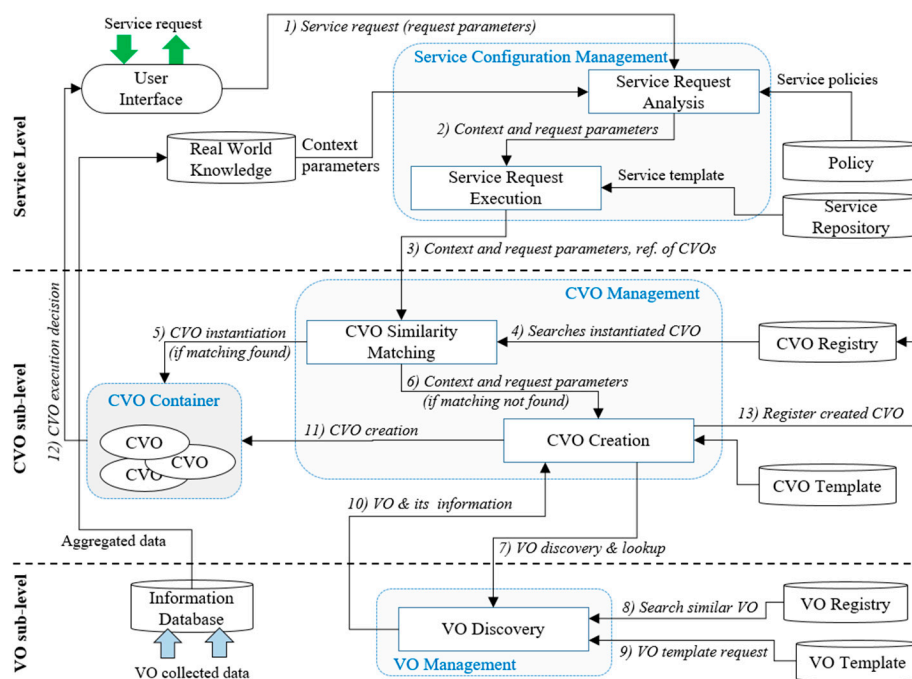 Service request
1) Service request (request parameters)
User
Interface
Service Configuration Management
Service Request
Analysis
Service policies
Real World
Knowledge
Context
parameters
2) Context and request parameters
Policy
Service Request
Execution
Service template
Service
Repository
Service Level
3) Context and request parameters, ref. of CVOs
CVO Management
5) CVO instantiation
(if matching found)
CVO Similarity
Matching
4) Searches instantiated CVO
CVO Registry
6) Context and request parameters
(if matching not found)
CVO Container
CVO
CVO
CVO
11) CVO creation
CVO Creation
13) Register created CVO
CVO Template
12) CVO execution decision
CVO sub-level
10) VO & its information
7) VO discovery & lookup
Aggregated data
Information
Database
VO collected data
VO Discovery
VO Management
8) Search similar VO
VO Registry
9) VO template request
VO Template
VO sub-level